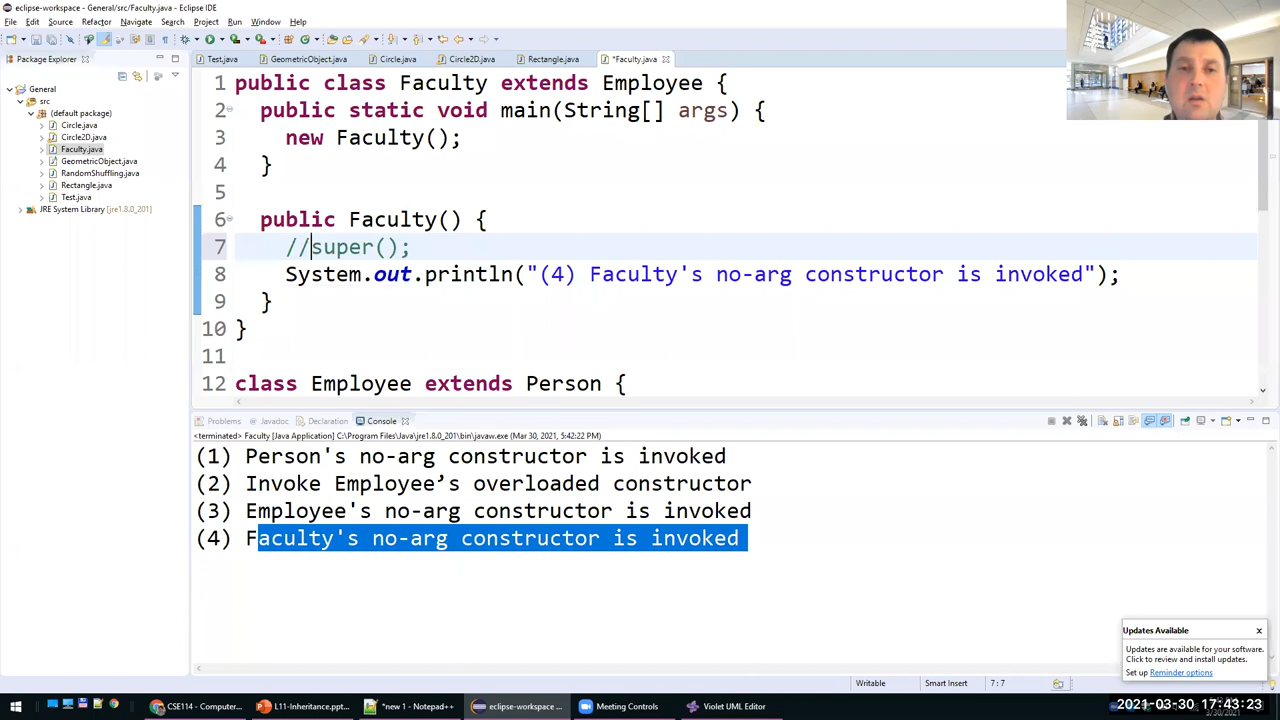 eclipse-workspace - General/src/Faculty.java - Eclipse IDE
File Edit Source Refactor Navigate Search Project Run Window Help
Package Explorer
Test.java GeometricObject.java Circle.java Circle2D.java Rectangle.java *Faculty.java
General
src
(default package)
Circle.java
Circle2D.java
Faculty.java
GeometricObject.java
RandomShuffling.java
Rectangle.java
Test.java
JRE System Library [jre1.8.0_201]
1 public class Faculty extends Employee {
2 public static void main(String[] args) {
3 new Faculty();
4 }
5
6 public Faculty() {
7 //super();
8 System.out.println("(4) Faculty's no-arg constructor is invoked");
9 }
10 }
11
12 class Employee extends Person {
Problems Javadoc Declaration Console
<terminated> Faculty [Java Application] C:\Program Files\Java\jre1.8.0_201\bin\javaw.exe (Mar 30, 2021, 5:42:22 PM)
(1) Person's no-arg constructor is invoked
(2) Invoke Employee’s overloaded constructor
(3) Employee's no-arg constructor is invoked
(4) Faculty's no-arg constructor is invoked
Updates Available
Updates are available for your software.
Click to review and install updates.
Set up Reminder options
Writable Smart Insert 7 : 7
CSE114 - Computer... L11-Inheritance.ppt... *new 1 - Notepad++ eclipse-workspace ... Meeting Controls Violet UML Editor
2021-03-30 17:43:23